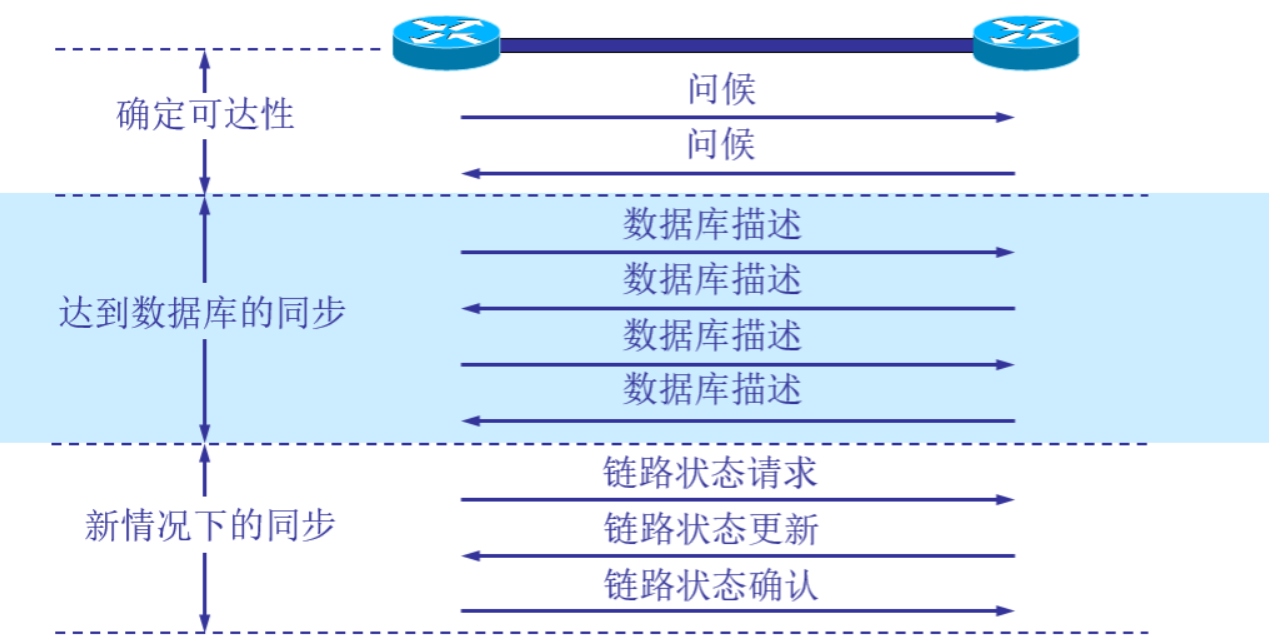 问候
确定可达性
问候
数据库描述
数据库描述
达到数据库的同步
数据库描述
数据库描述
链路状态请求
新情况下的同步
链路状态更新
链路状态确认